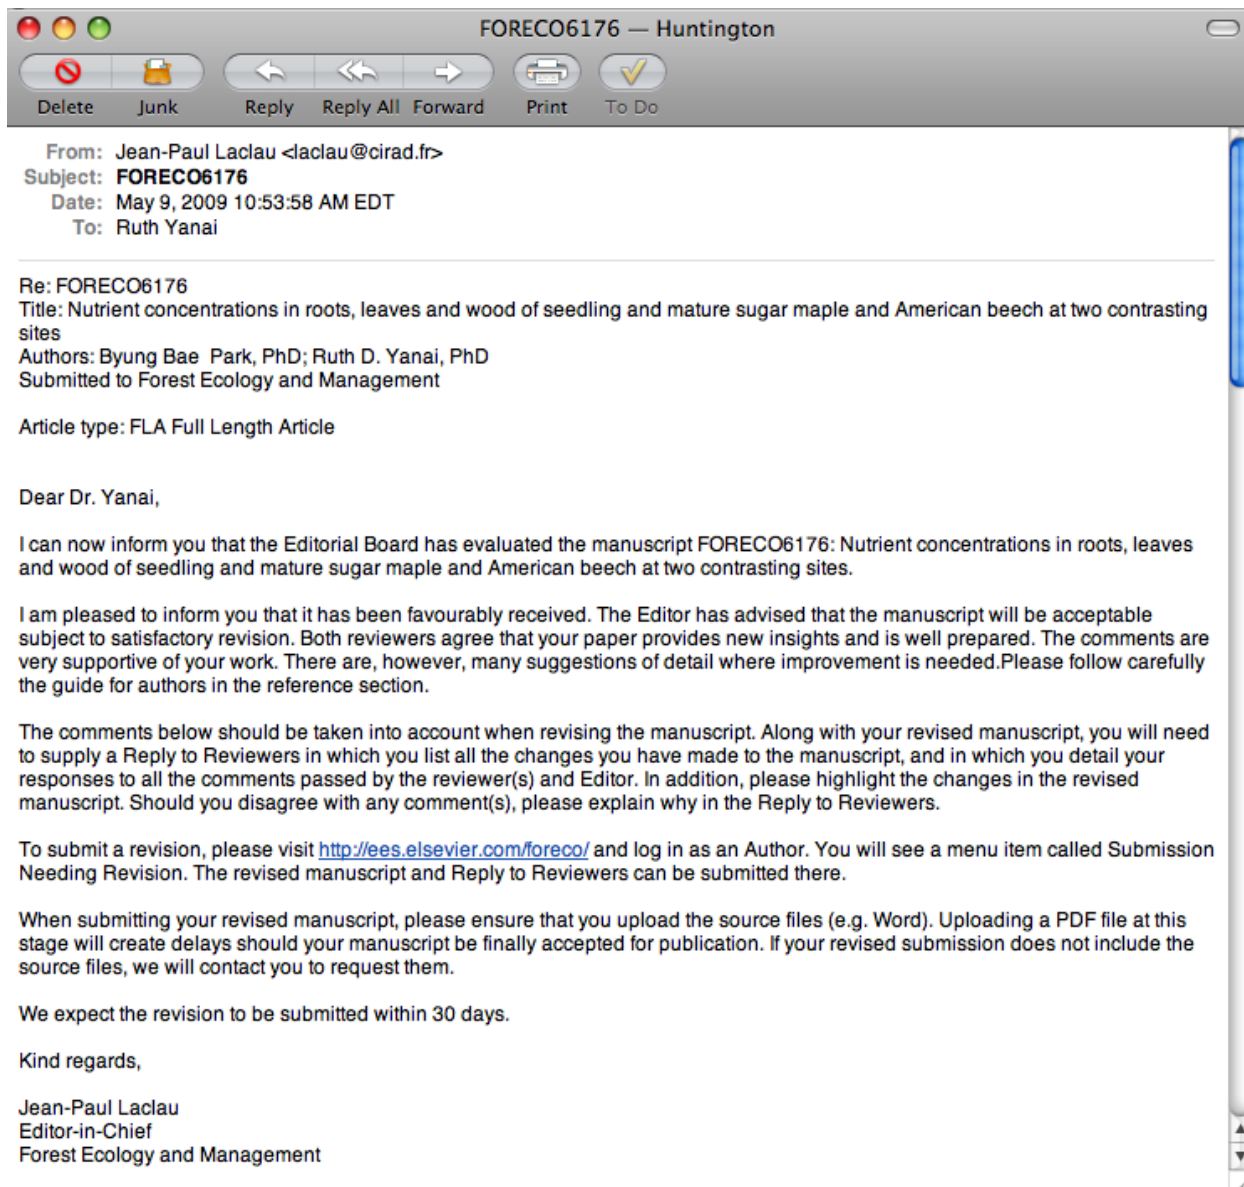 FORECO6176 — Huntington
Delete Junk Reply Reply All Forward Print To Do
From: Jean-Paul Laclau <laclau@cirad.fr>
Subject: FORECO6176
Date: May 9, 2009 10:53:58 AM EDT
To: Ruth Yanai
Re: FORECO6176
Title: Nutrient concentrations in roots, leaves and wood of seedling and mature sugar maple and American beech at two contrasting
sites
Authors: Byung Bae  Park, PhD; Ruth D. Yanai, PhD
Submitted to Forest Ecology and Management
Article type: FLA Full Length Article
Dear Dr. Yanai,
I can now inform you that the Editorial Board has evaluated the manuscript FORECO6176: Nutrient concentrations in roots, leaves
and wood of seedling and mature sugar maple and American beech at two contrasting sites.
I am pleased to inform you that it has been favourably received. The Editor has advised that the manuscript will be acceptable
subject to satisfactory revision. Both reviewers agree that your paper provides new insights and is well prepared. The comments are
very supportive of your work. There are, however, many suggestions of detail where improvement is needed.Please follow carefully
the guide for authors in the reference section.
The comments below should be taken into account when revising the manuscript. Along with your revised manuscript, you will need
to supply a Reply to Reviewers in which you list all the changes you have made to the manuscript, and in which you detail your
responses to all the comments passed by the reviewer(s) and Editor. In addition, please highlight the changes in the revised
manuscript. Should you disagree with any comment(s), please explain why in the Reply to Reviewers.
To submit a revision, please visit http://ees.elsevier.com/foreco/ and log in as an Author. You will see a menu item called Submission
Needing Revision. The revised manuscript and Reply to Reviewers can be submitted there.
When submitting your revised manuscript, please ensure that you upload the source files (e.g. Word). Uploading a PDF file at this
stage will create delays should your manuscript be finally accepted for publication. If your revised submission does not include the
source files, we will contact you to request them.
We expect the revision to be submitted within 30 days.
Kind regards,
Jean-Paul Laclau
Editor-in-Chief
Forest Ecology and Management